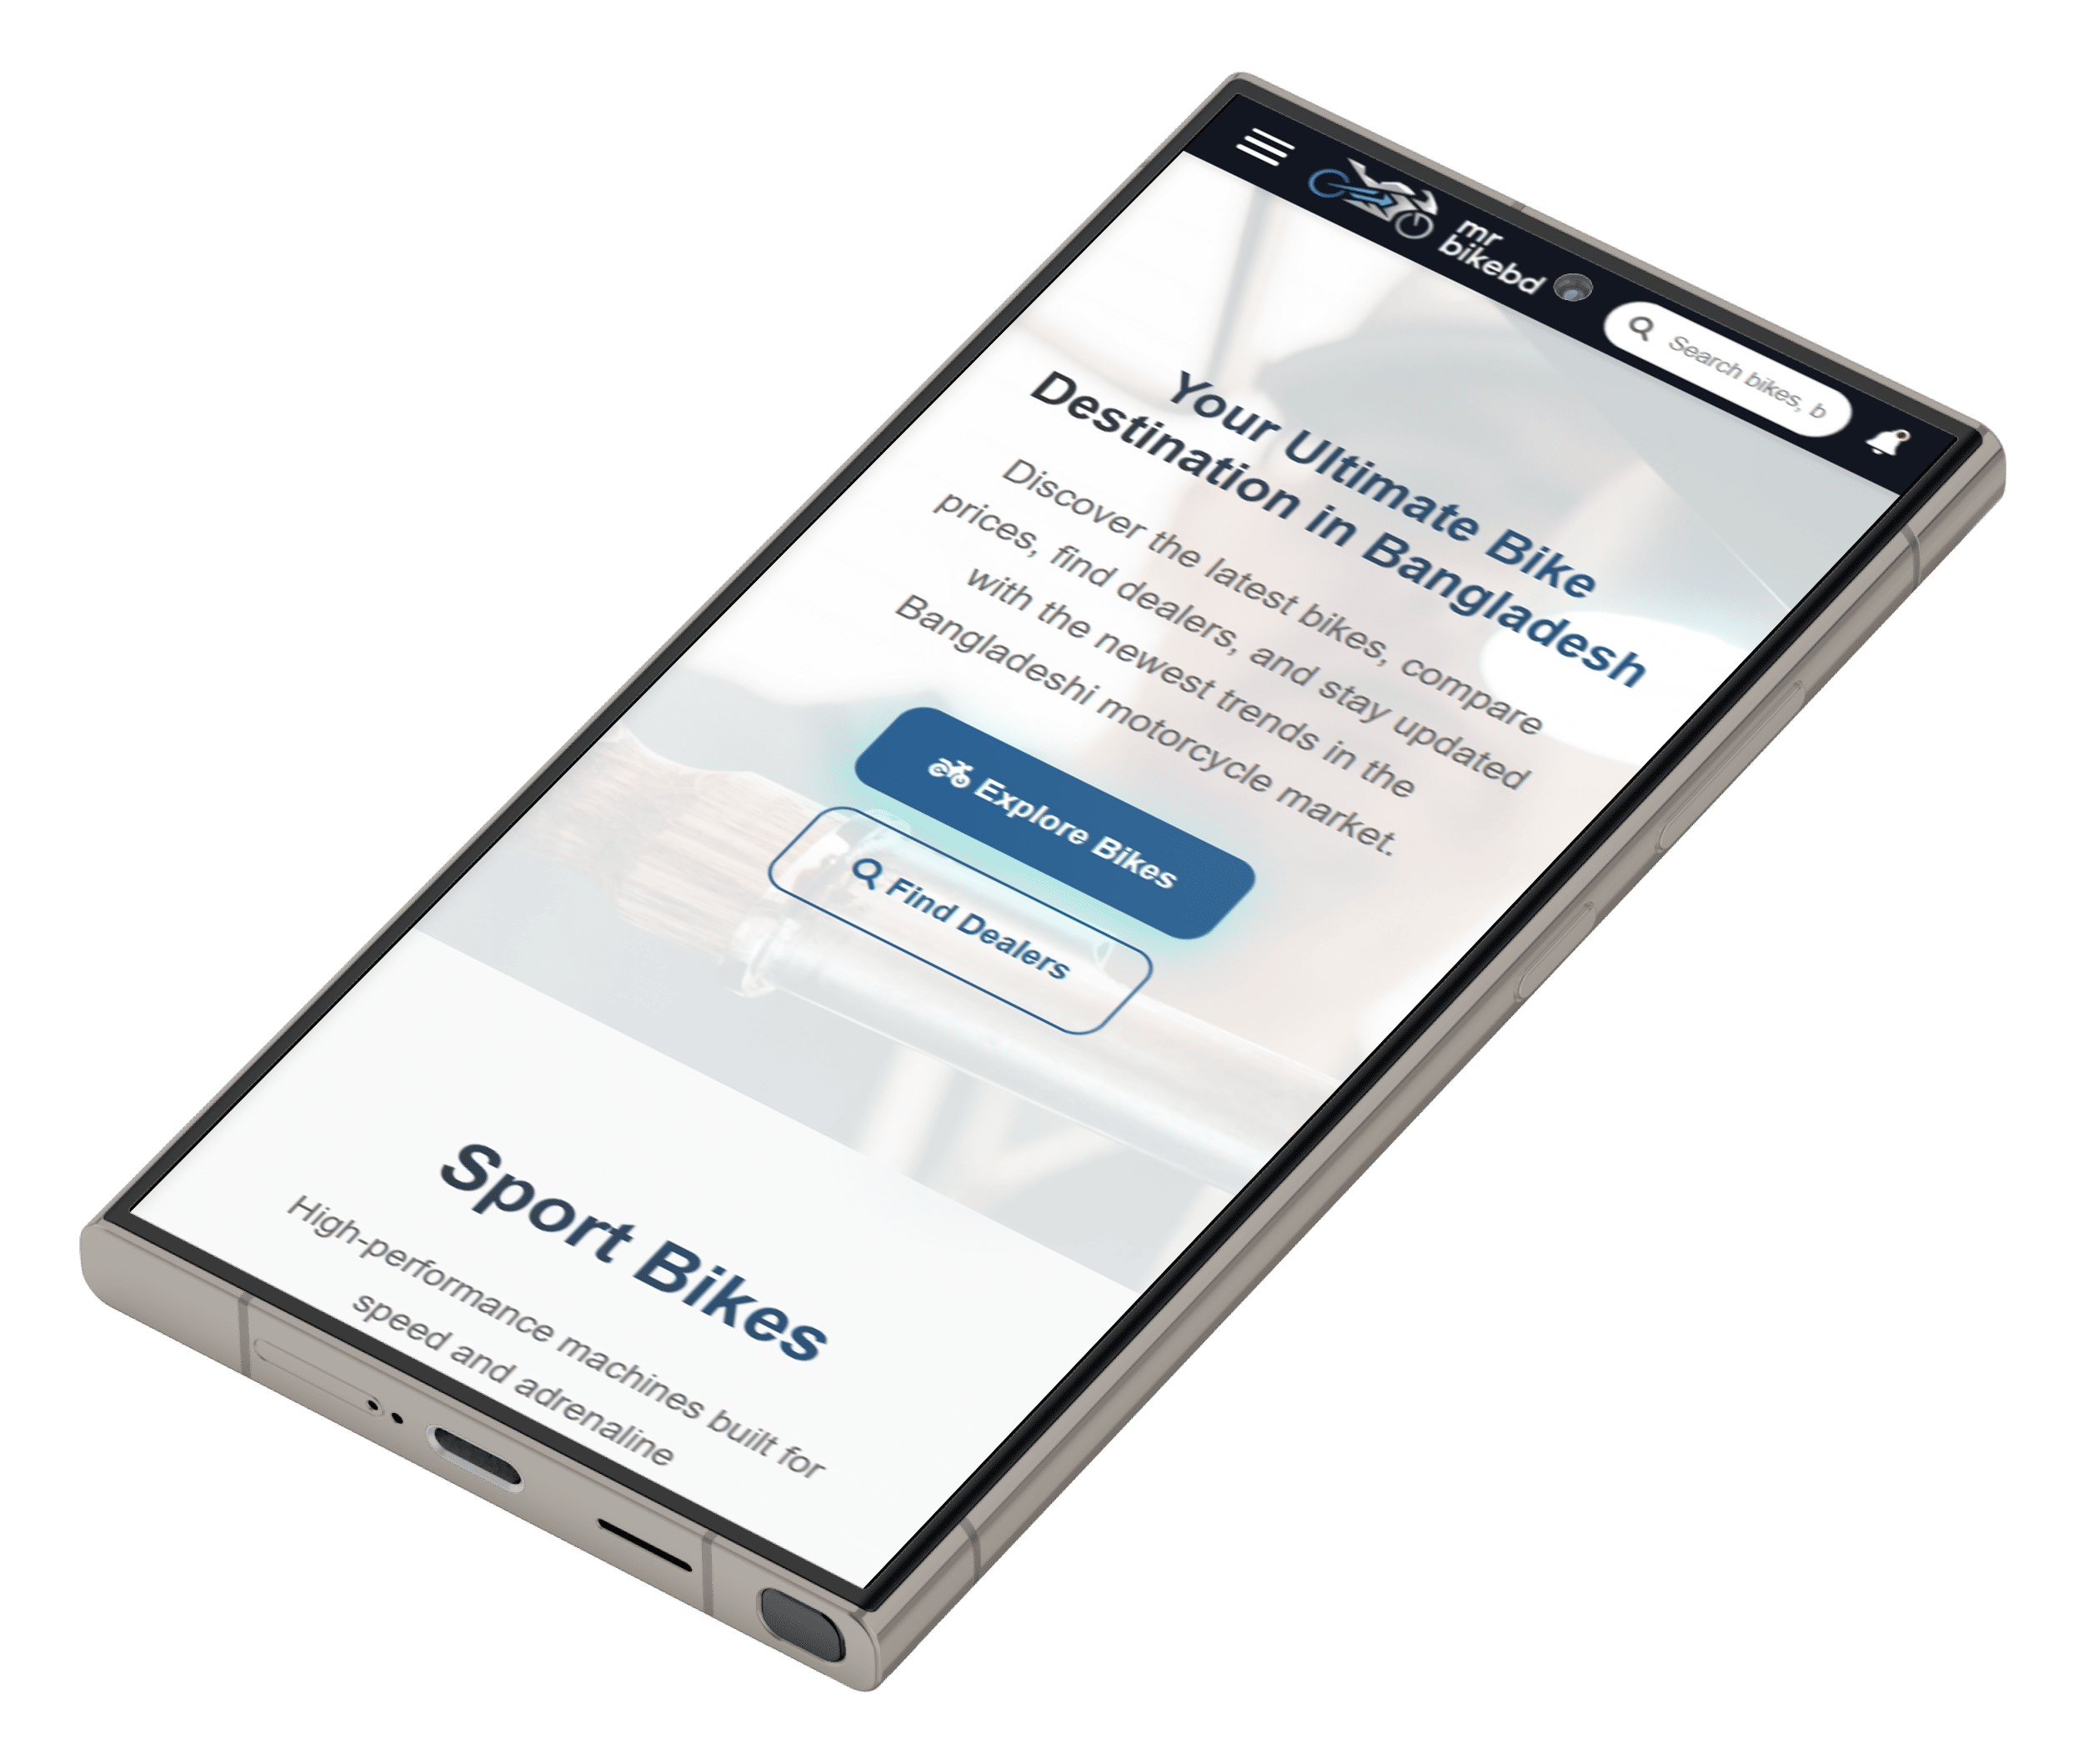 mr
bikebd
Search bikes, b
Your Ultimate Bike
Destination in Bangladesh
Discover the latest bikes, compare
prices, find dealers, and stay updated
with the newest trends in the
Bangladeshi motorcycle market.
Explore Bikes
Find Dealers
Sport Bikes
High-performance machines built for
speed and adrenaline